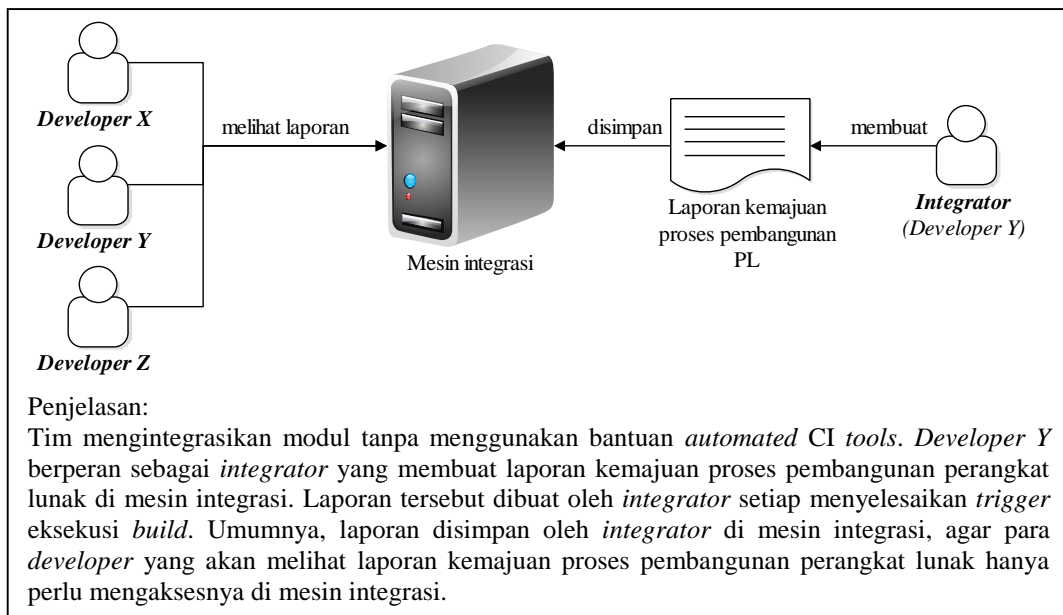 Developer X
Developer Y
Developer Z
melihat laporan
Mesin integrasi
disimpan
Laporan kemajuan
proses pembangunan
PL
membuat
Integrator
(Developer Y)
Penjelasan:
Tim mengintegrasikan modul tanpa menggunakan bantuan automated CI tools. Developer Y
berperan sebagai integrator yang membuat laporan kemajuan proses pembangunan perangkat
lunak di mesin integrasi. Laporan tersebut dibuat oleh integrator setiap menyelesaikan trigger
eksekusi build. Umumnya, laporan disimpan oleh integrator di mesin integrasi, agar para
developer yang akan melihat laporan kemajuan proses pembangunan perangkat lunak hanya
perlu mengaksesnya di mesin integrasi.